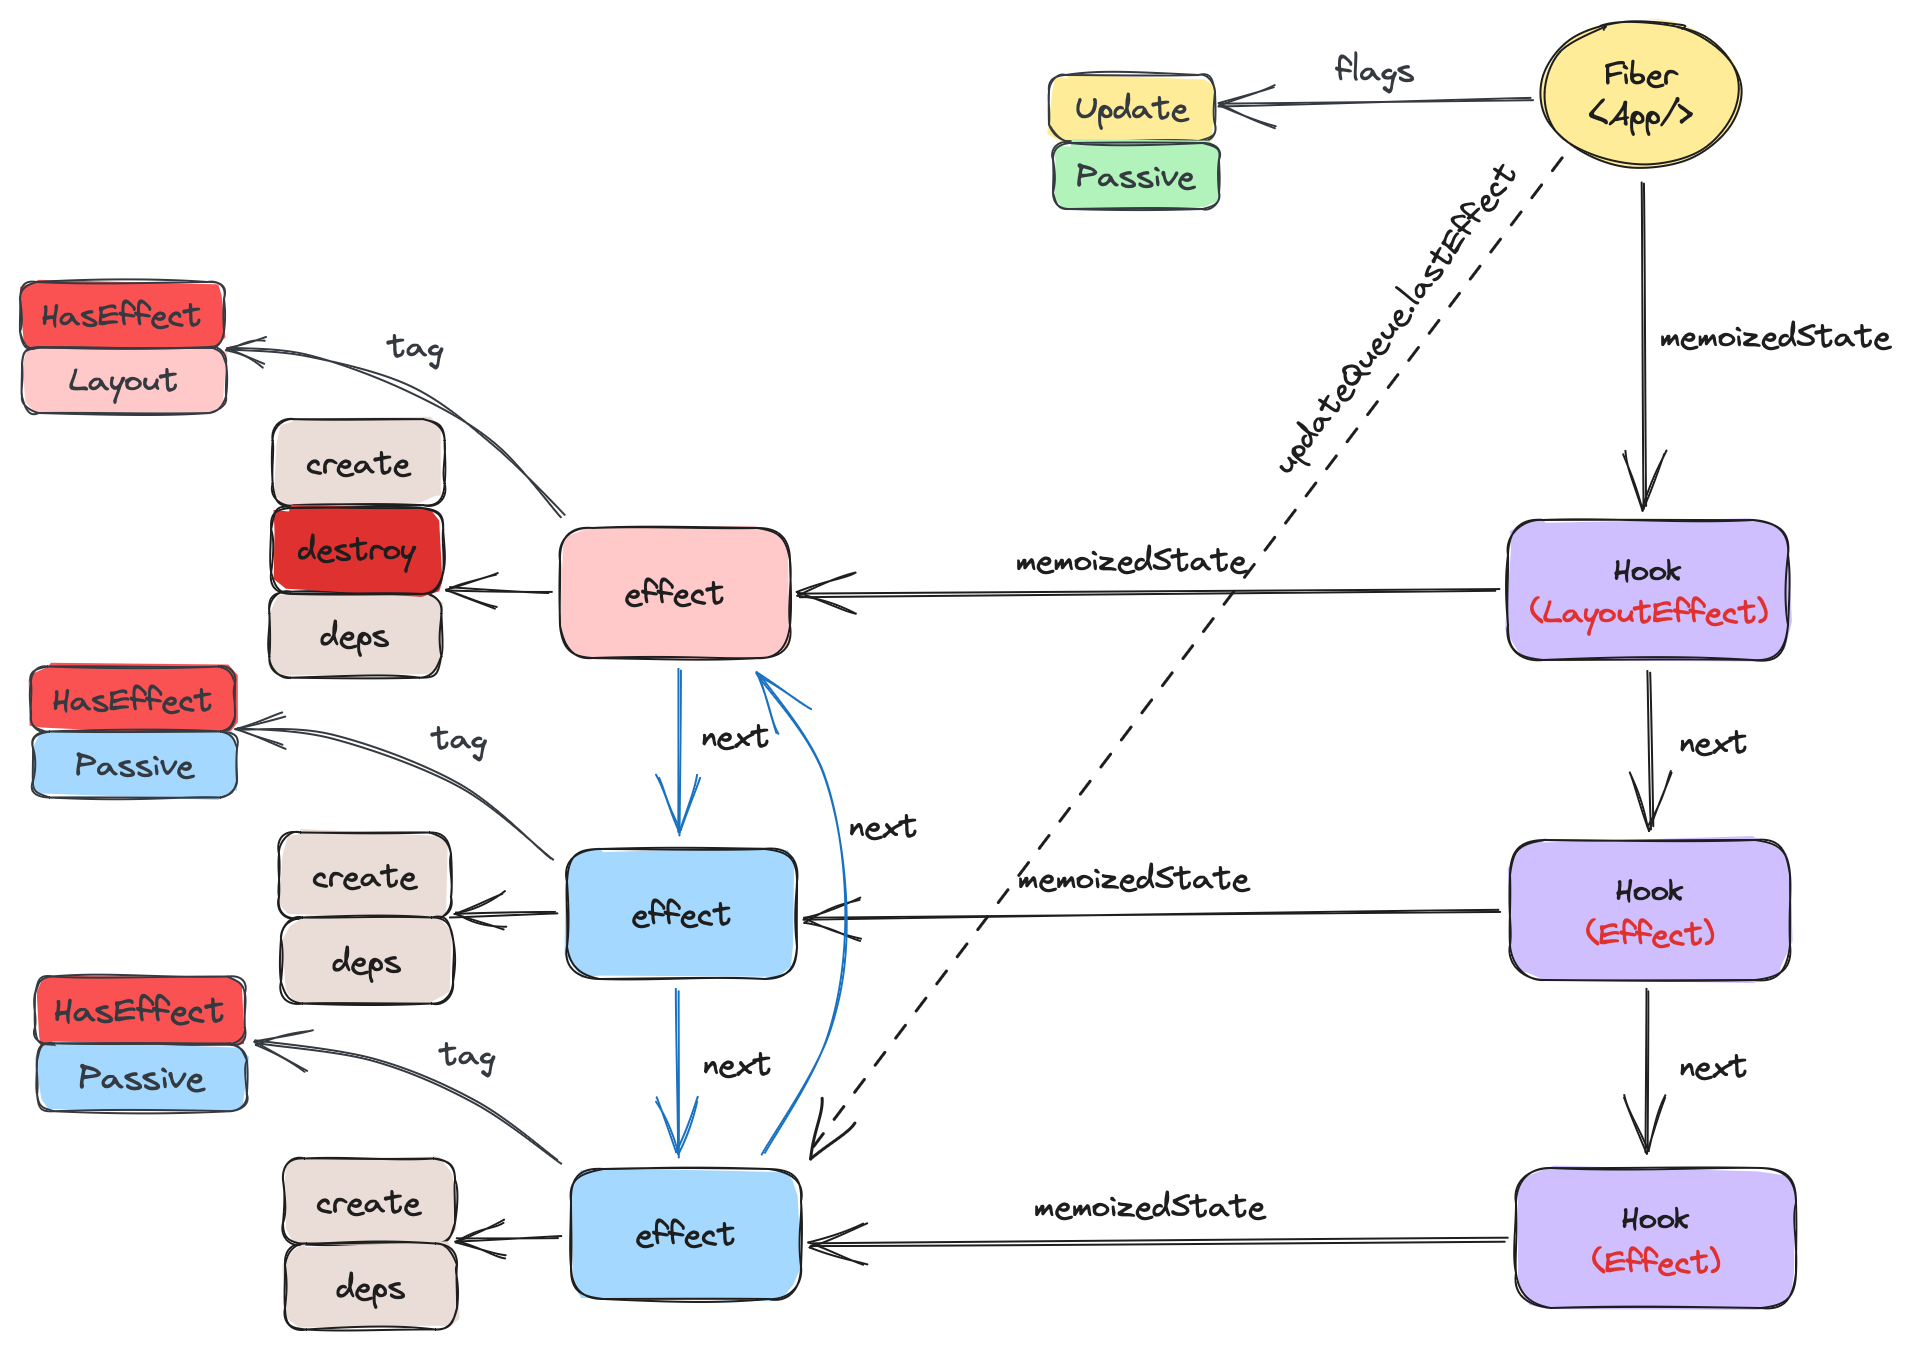 Fiber
<App/>
flags
Update
Passive
updateQueue.lastEffect
memoizedState
HasEffect
Layout
tag
create
destroy
deps
effect
memoizedState
Hook
(LayoutEffect)
HasEffect
Passive
tag
next
next
next
create
deps
effect
memoizedState
Hook
(Effect)
HasEffect
Passive
tag
next
next
create
deps
effect
memoizedState
Hook
(Effect)